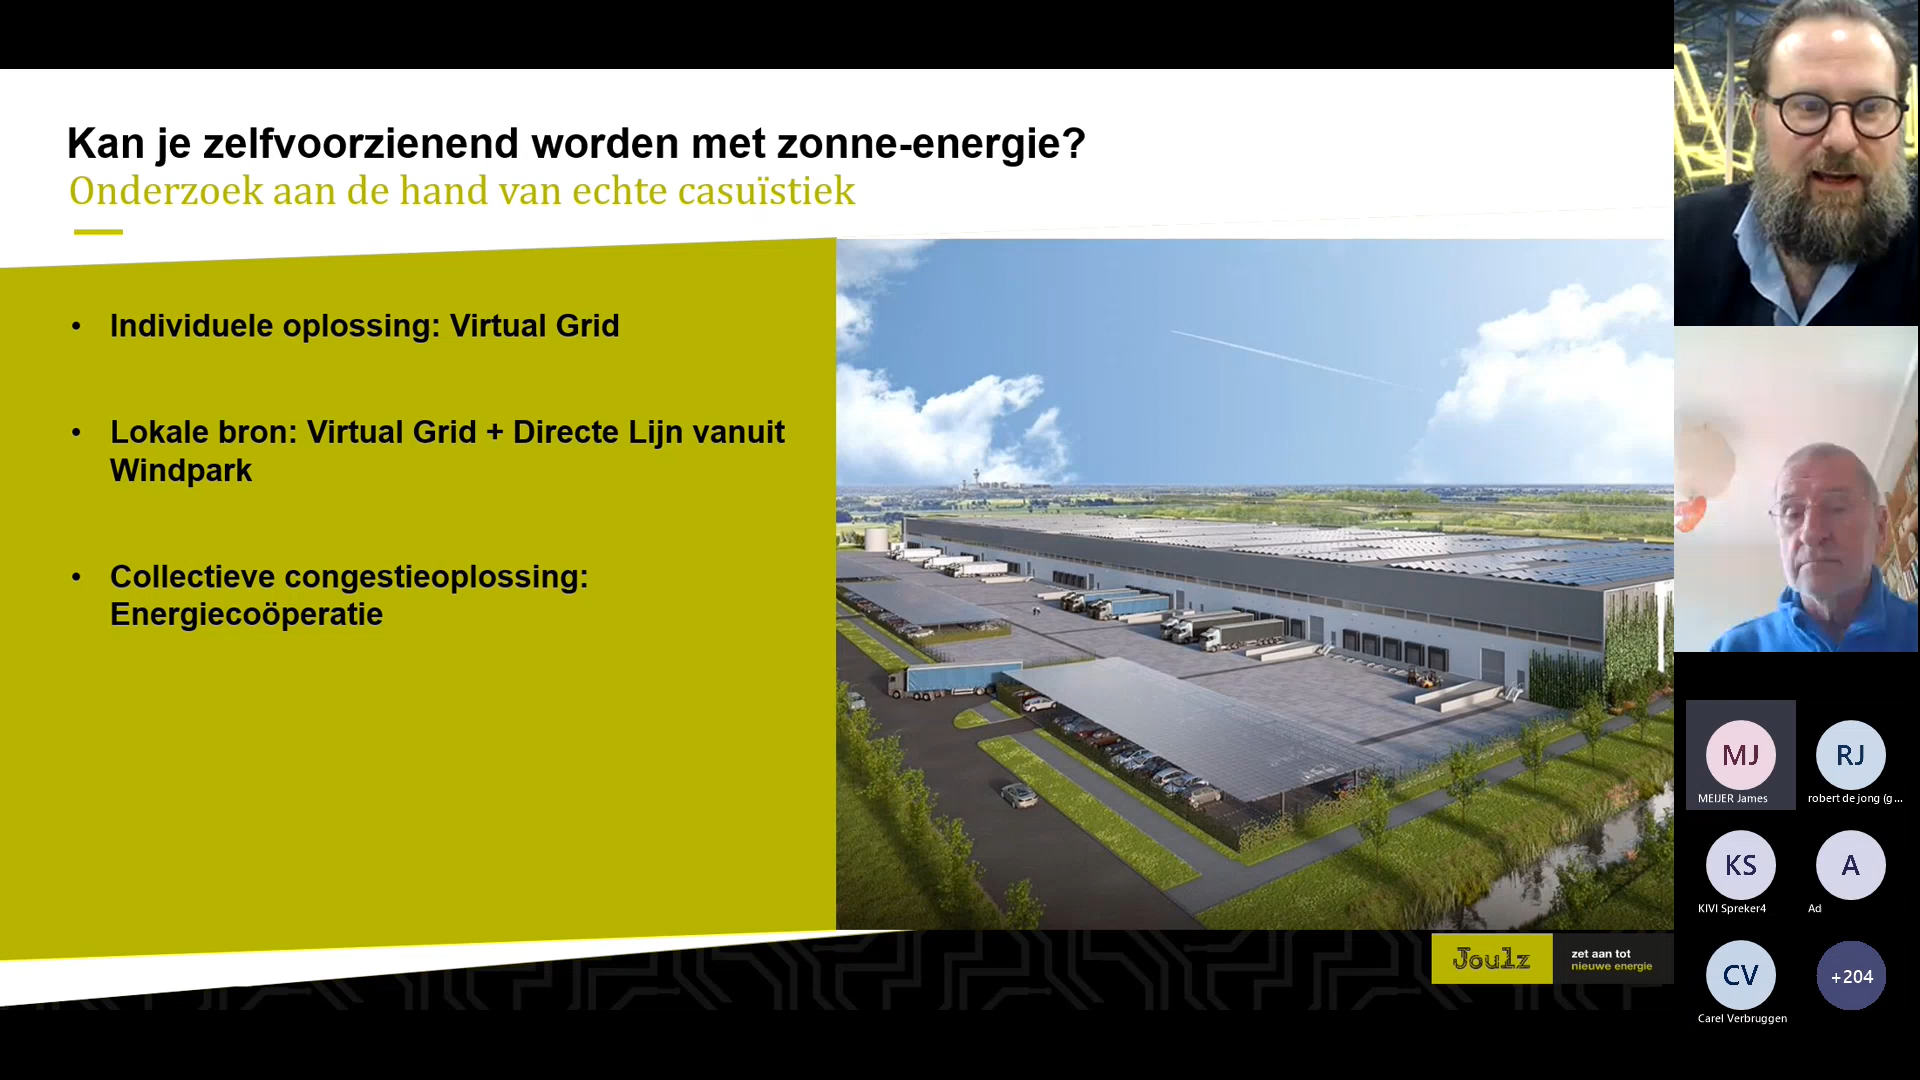 Kan je zelfvoorzienend worden met zonne-energie?
Onderzoek aan de hand van echte casuïstiek
• Individuele oplossing: Virtual Grid
• Lokale bron: Virtual Grid + Directe Lijn vanuit
Windpark
• Collectieve congestieoplossing:
Energiecoöperatie
Joulz
zet aan tot
nieuwe energie
MJ
MEIJER James
RJ
robert de jong (g...
KS
KIVI Spreker4
A
Ad
CV
Carel Verbruggen
+204